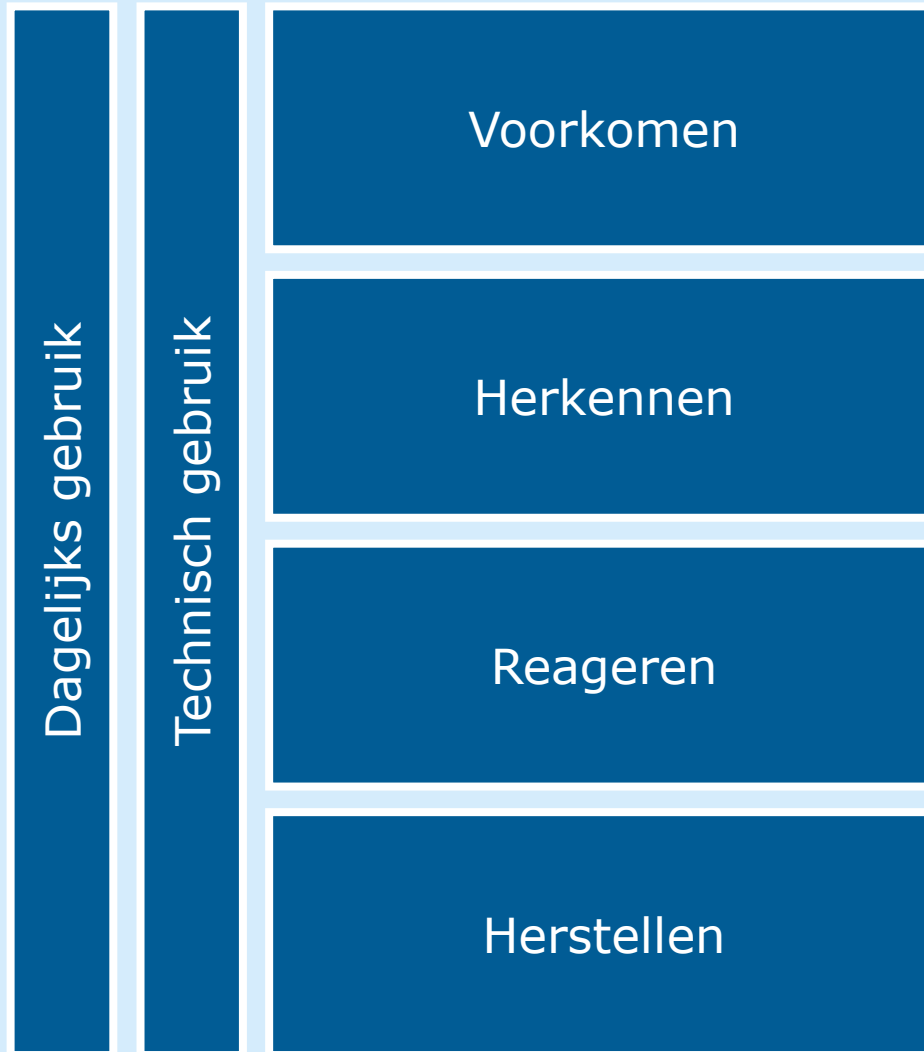 Dagelijks gebruik
Technisch gebruik
Voorkomen
Herkennen
Reageren
Herstellen